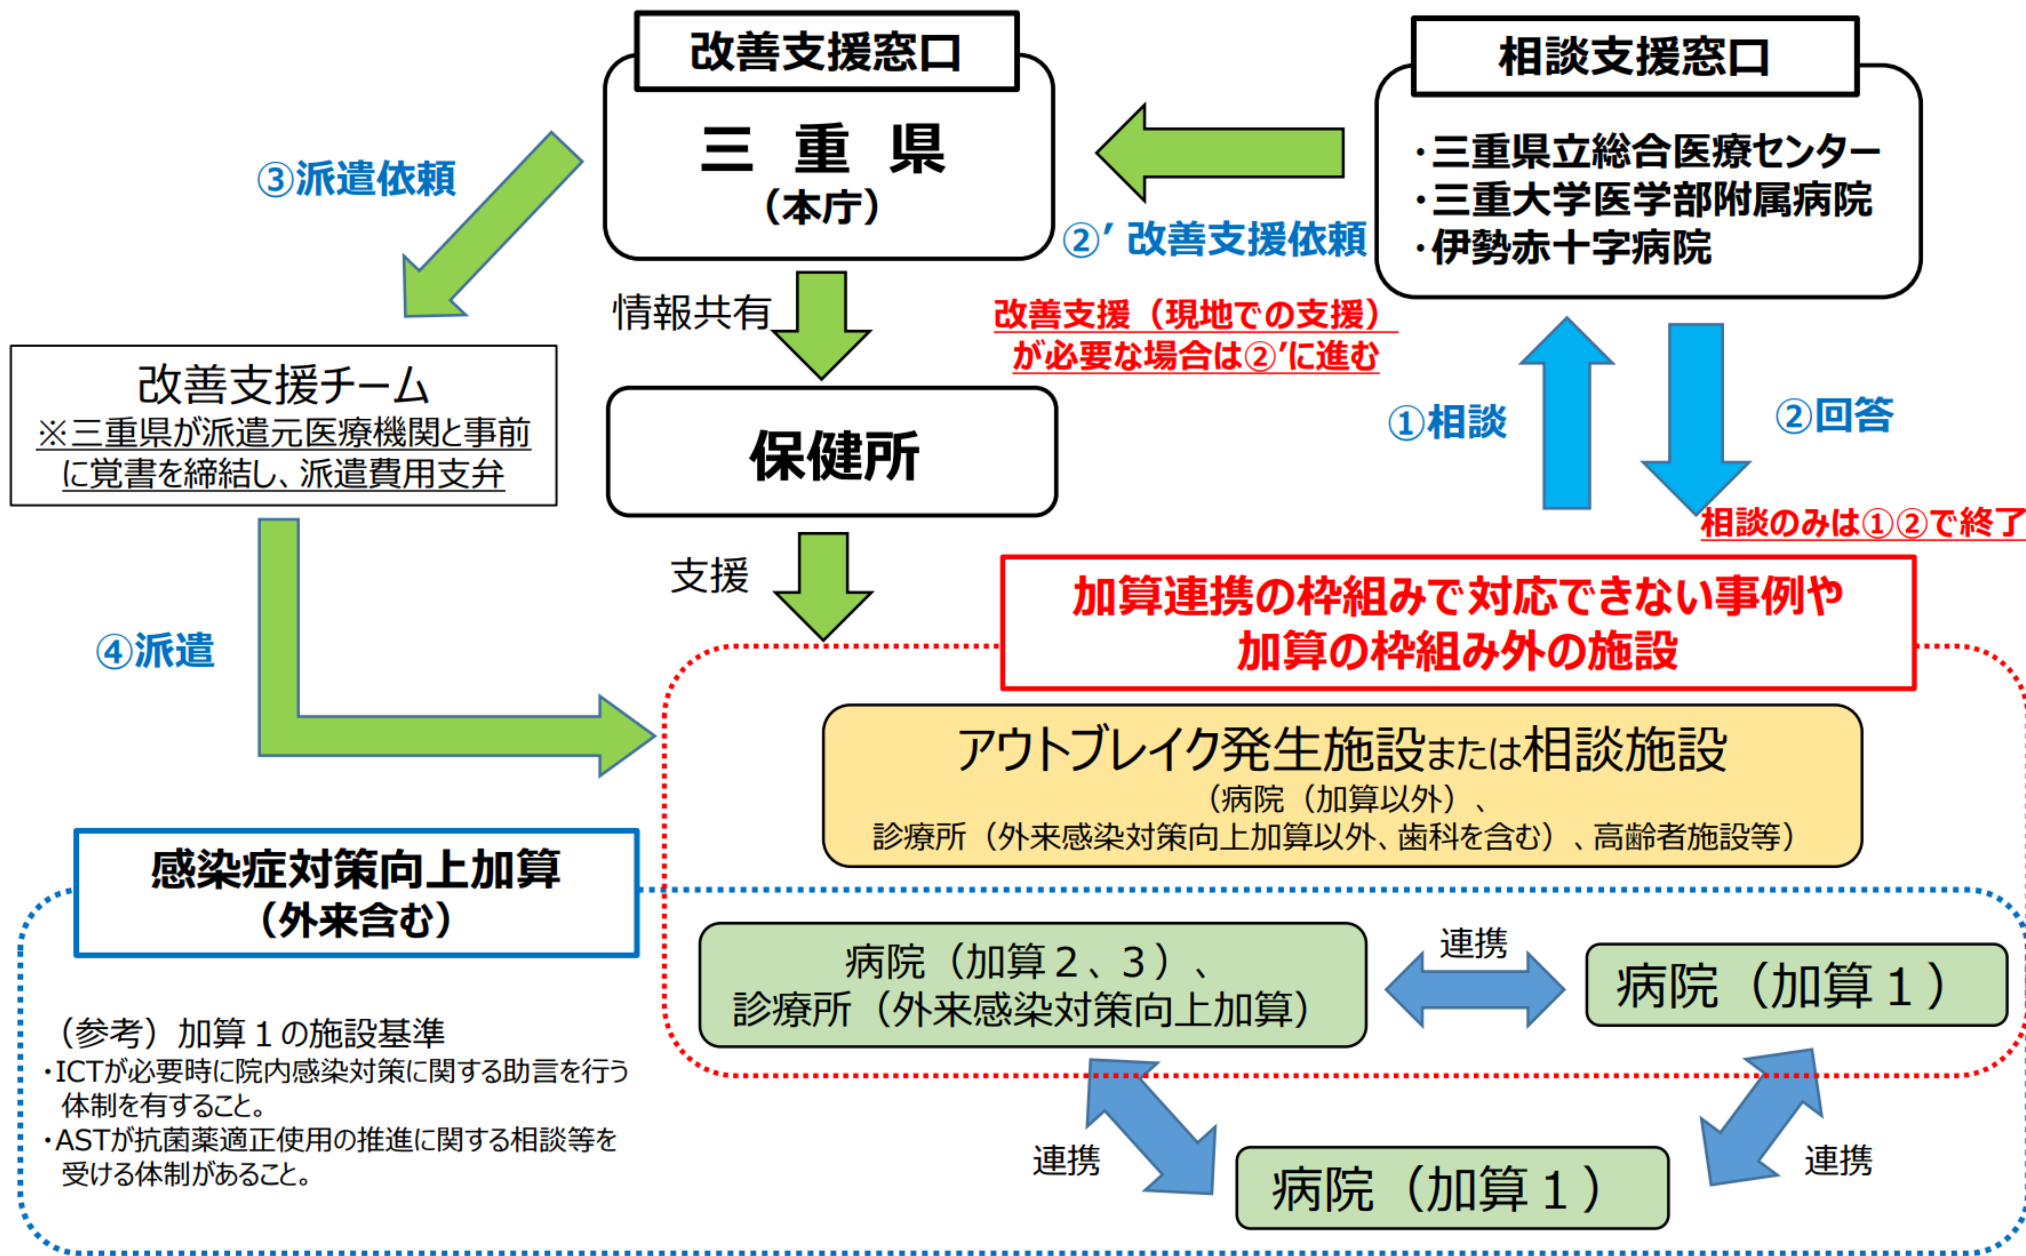 改善支援窓口
三 重 県
（本庁）
相談支援窓口
・三重県立総合医療センター
・三重大学医学部附属病院
・伊勢赤十字病院
③派遣依頼
②’ 改善支援依頼
情報共有
改善支援（現地での支援）
が必要な場合は②’に進む
改善支援チーム
※三重県が派遣元医療機関と事前
に覚書を締結し、派遣費用支弁
保健所
①相談
②回答
相談のみは①②で終了
支援
④派遣
加算連携の枠組みで対応できない事例や
加算の枠組み外の施設
アウトブレイク発生施設または相談施設
（病院（加算以外）、
診療所（外来感染対策向上加算以外、歯科を含む）、高齢者施設等）
感染症対策向上加算
（外来含む）
病院（加算２、３）、
診療所（外来感染対策向上加算）
連携
病院（加算１）
（参考）加算１の施設基準
・ICTが必要時に院内感染対策に関する助言を行う
体制を有すること。
・ASTが抗菌薬適正使用の推進に関する相談等を
受ける体制があること。
連携
病院（加算１）
連携